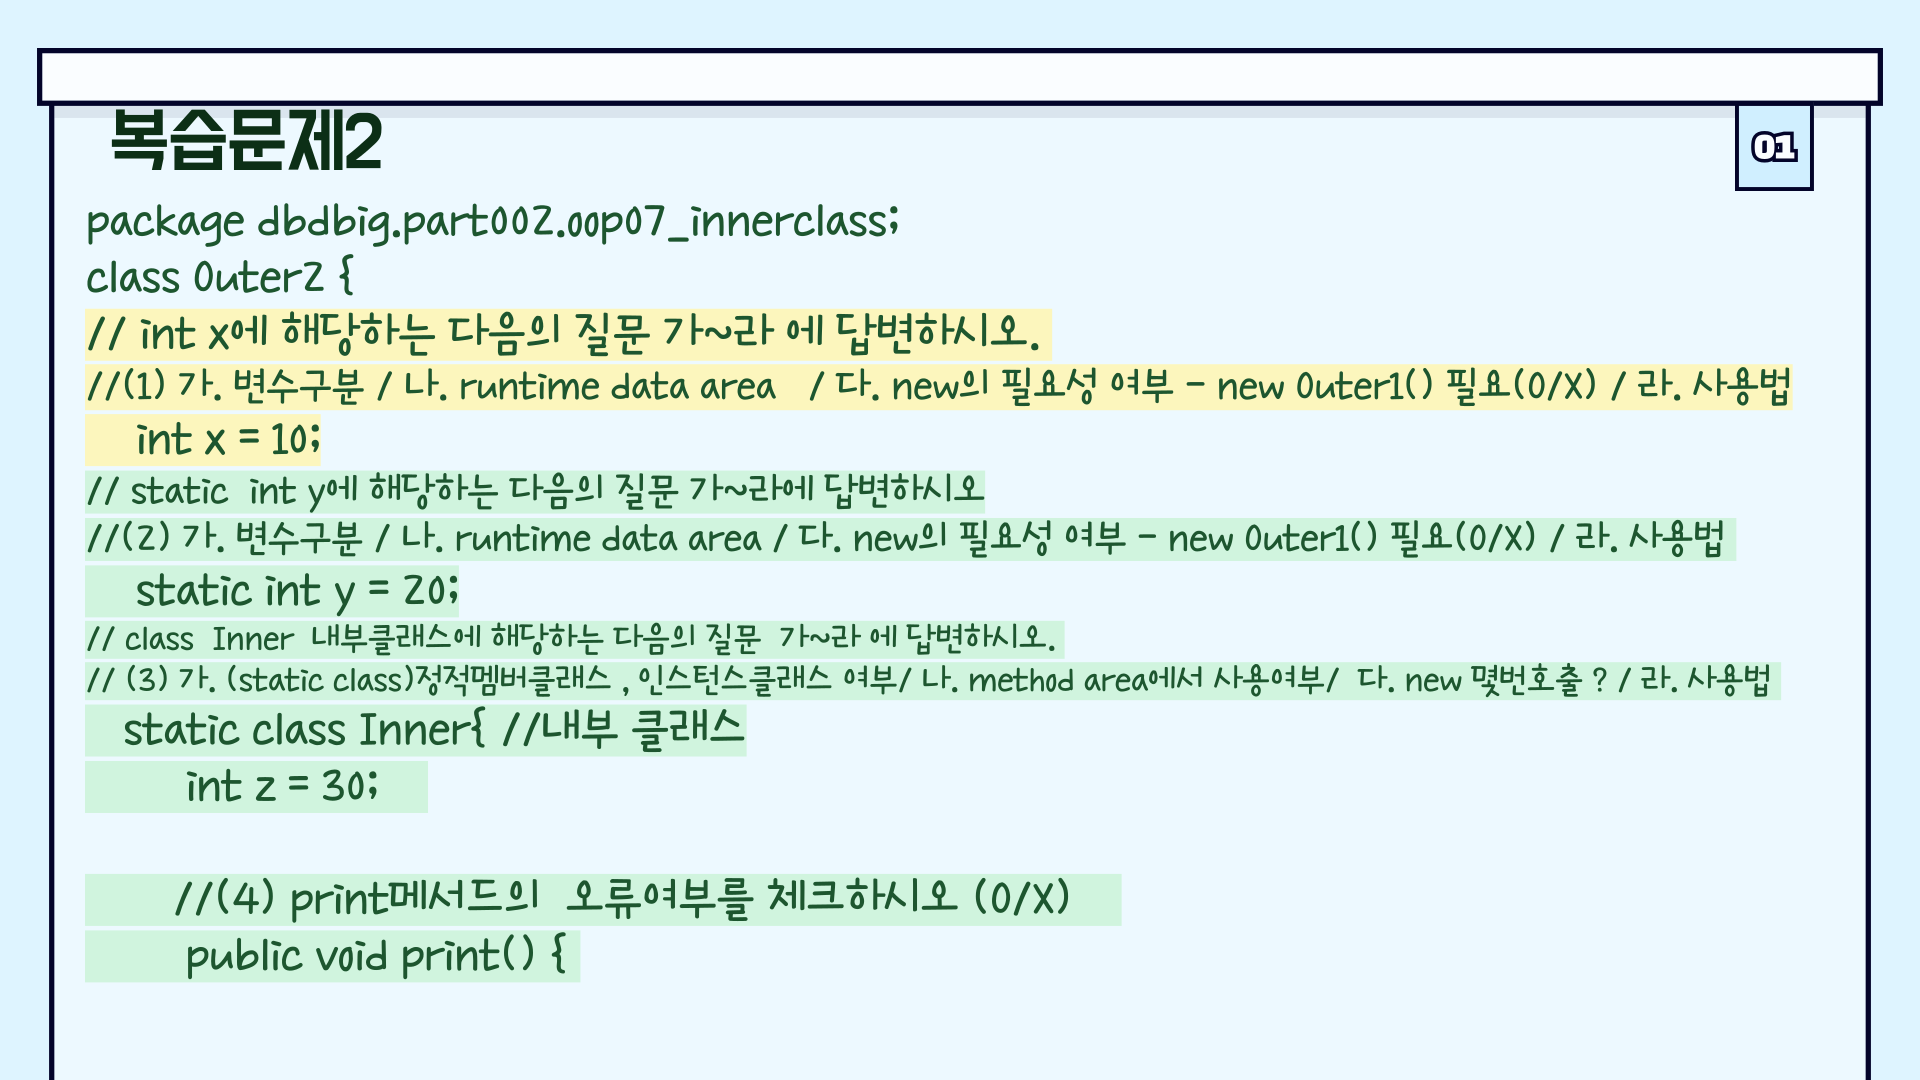 복습문제2
01
package dbdbig.part002.oop07_innerclass;
class Outer2 {
// int x에 해당하는 다음의 질문 가~라 에 답변하시오.
//(1) 가. 변수구분 / 나. runtime data area / 다. new의 필요성 여부 - new Outer1() 필요(O/X) / 라. 사용법
int x = 10;
// static int y에 해당하는 다음의 질문 가~라에 답변하시오
//(2) 가. 변수구분 / 나. runtime data area / 다. new의 필요성 여부 - new Outer1() 필요(O/X) / 라. 사용법
static int y = 20;
// class Inner 내부클래스에 해당하는 다음의 질문 가~라 에 답변하시오.
// (3) 가. (static class)정적멤버클래스 , 인스턴스클래스 여부/ 나. method area에서 사용여부/ 다. new 몇번호출 ? / 라. 사용법
static class Inner{ //내부 클래스
int z = 30;
//(4) print메서드의 오류여부를 체크하시오 (O/X)
public void print() {